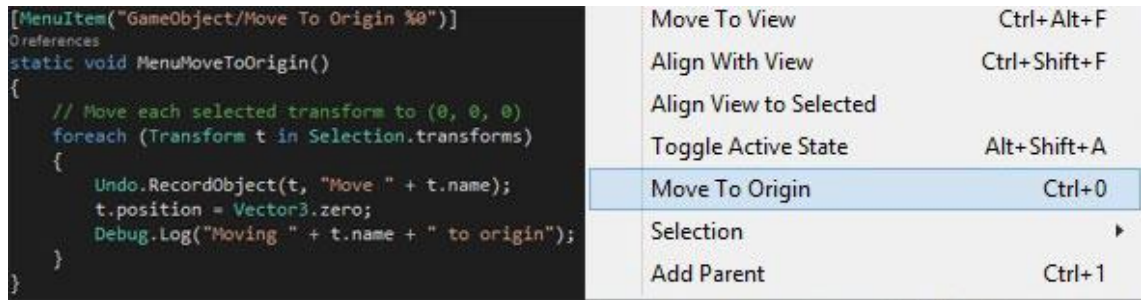 [MenuItem("GameObject/Move To Origin %0")]
0 references
static void MenuMoveToOrigin()
{
// Move each selected transform to (0, 0, 0)
foreach (Transform t in Selection.transforms)
{
Undo.RecordObject(t, "Move " + t.name);
t.position = Vector3.zero;
Debug.Log("Moving " + t.name + " to origin");
}
}
Move To View Ctrl+Alt+F
Align With View Ctrl+Shift+F
Align View to Selected
Toggle Active State Alt+Shift+A
Move To Origin Ctrl+0
Selection
Add Parent Ctrl+1